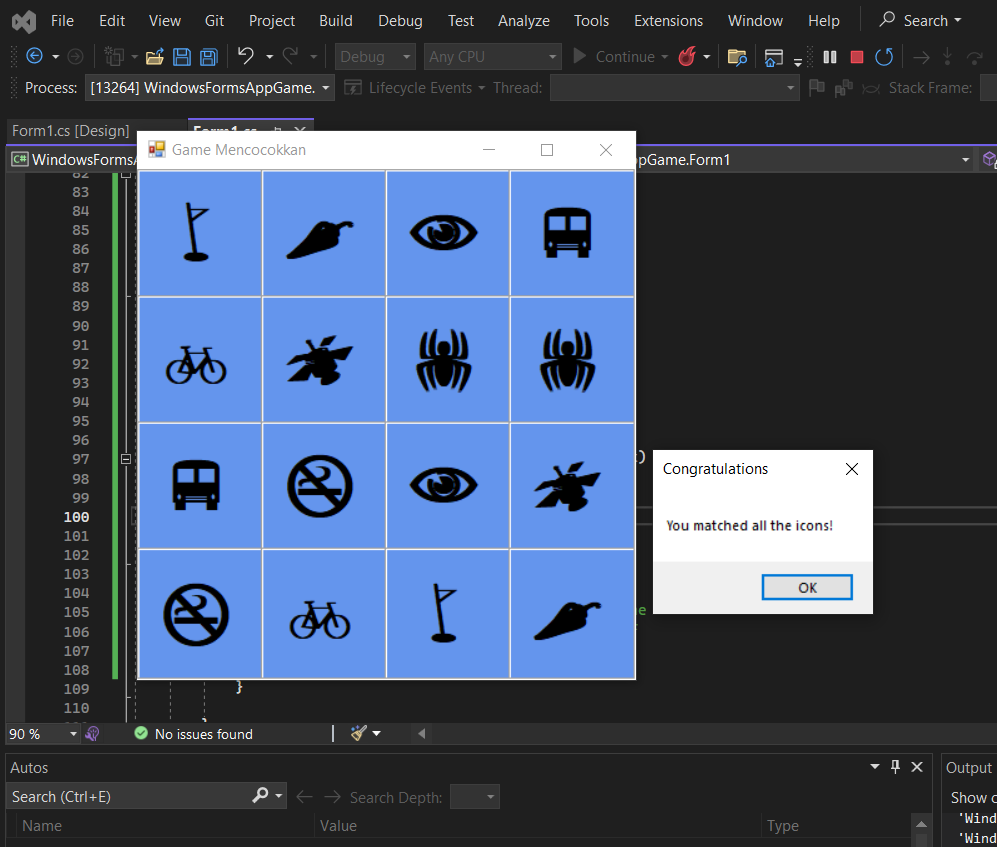 File Edit View Git Project Build Debug Test Analyze Tools Extensions Window Help Search
Debug Any CPU Continue
Process: [13264] WindowsFormsAppGame. Lifecycle Events Thread: Stack Frame:
Form1.cs [Design] Form1.cs
Game Mencocokkan
C# WindowsForms pGame.Form1
82
83
84
85
86
87
88
89
90
91
92
93
94
95
96
97 )
98
99
100
101
102
103
104
105 e
106
107
108
109 }
110
Congratulations
You matched all the icons!
OK
90 % No issues found
Autos
Search (Ctrl+E) Search Depth:
Name Value Type
Output
Show o
'Wind
'Wind